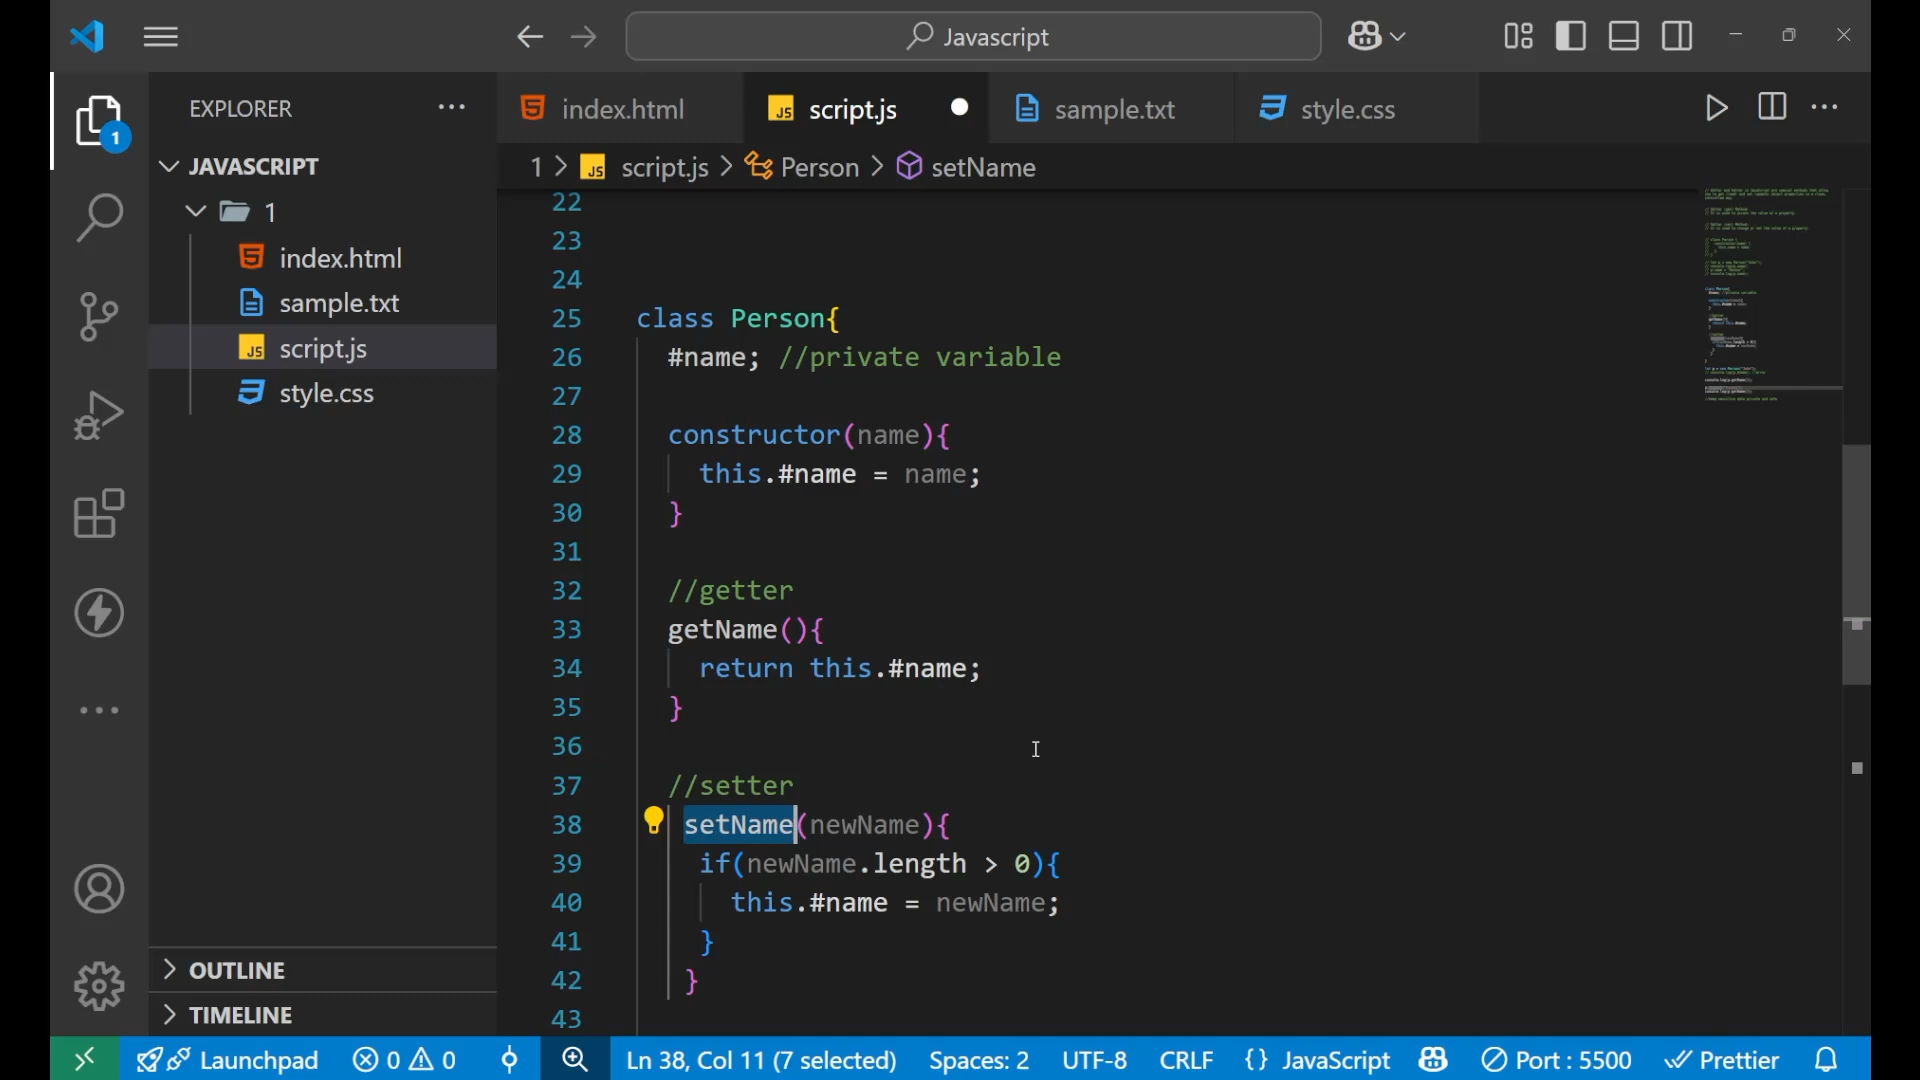 Javascript
EXPLORER
index.html
script.js
sample.txt
style.css
1
JAVASCRIPT
1 > script.js > Person > setName
1
index.html
sample.txt
script.js
style.css
22
23
24
25 class Person{
26 #name; //private variable
27
28 constructor(name){
29 this.#name = name;
30 }
31
32 //getter
33 getName(){
34 return this.#name;
35 }
36
37 //setter
38 setName(newName){
39 if(newName.length > 0){
40 this.#name = newName;
41 }
42 }
43
OUTLINE
TIMELINE
Launchpad 0 0 Ln 38, Col 11 (7 selected) Spaces: 2 UTF-8 CRLF {} JavaScript Port : 5500 Prettier